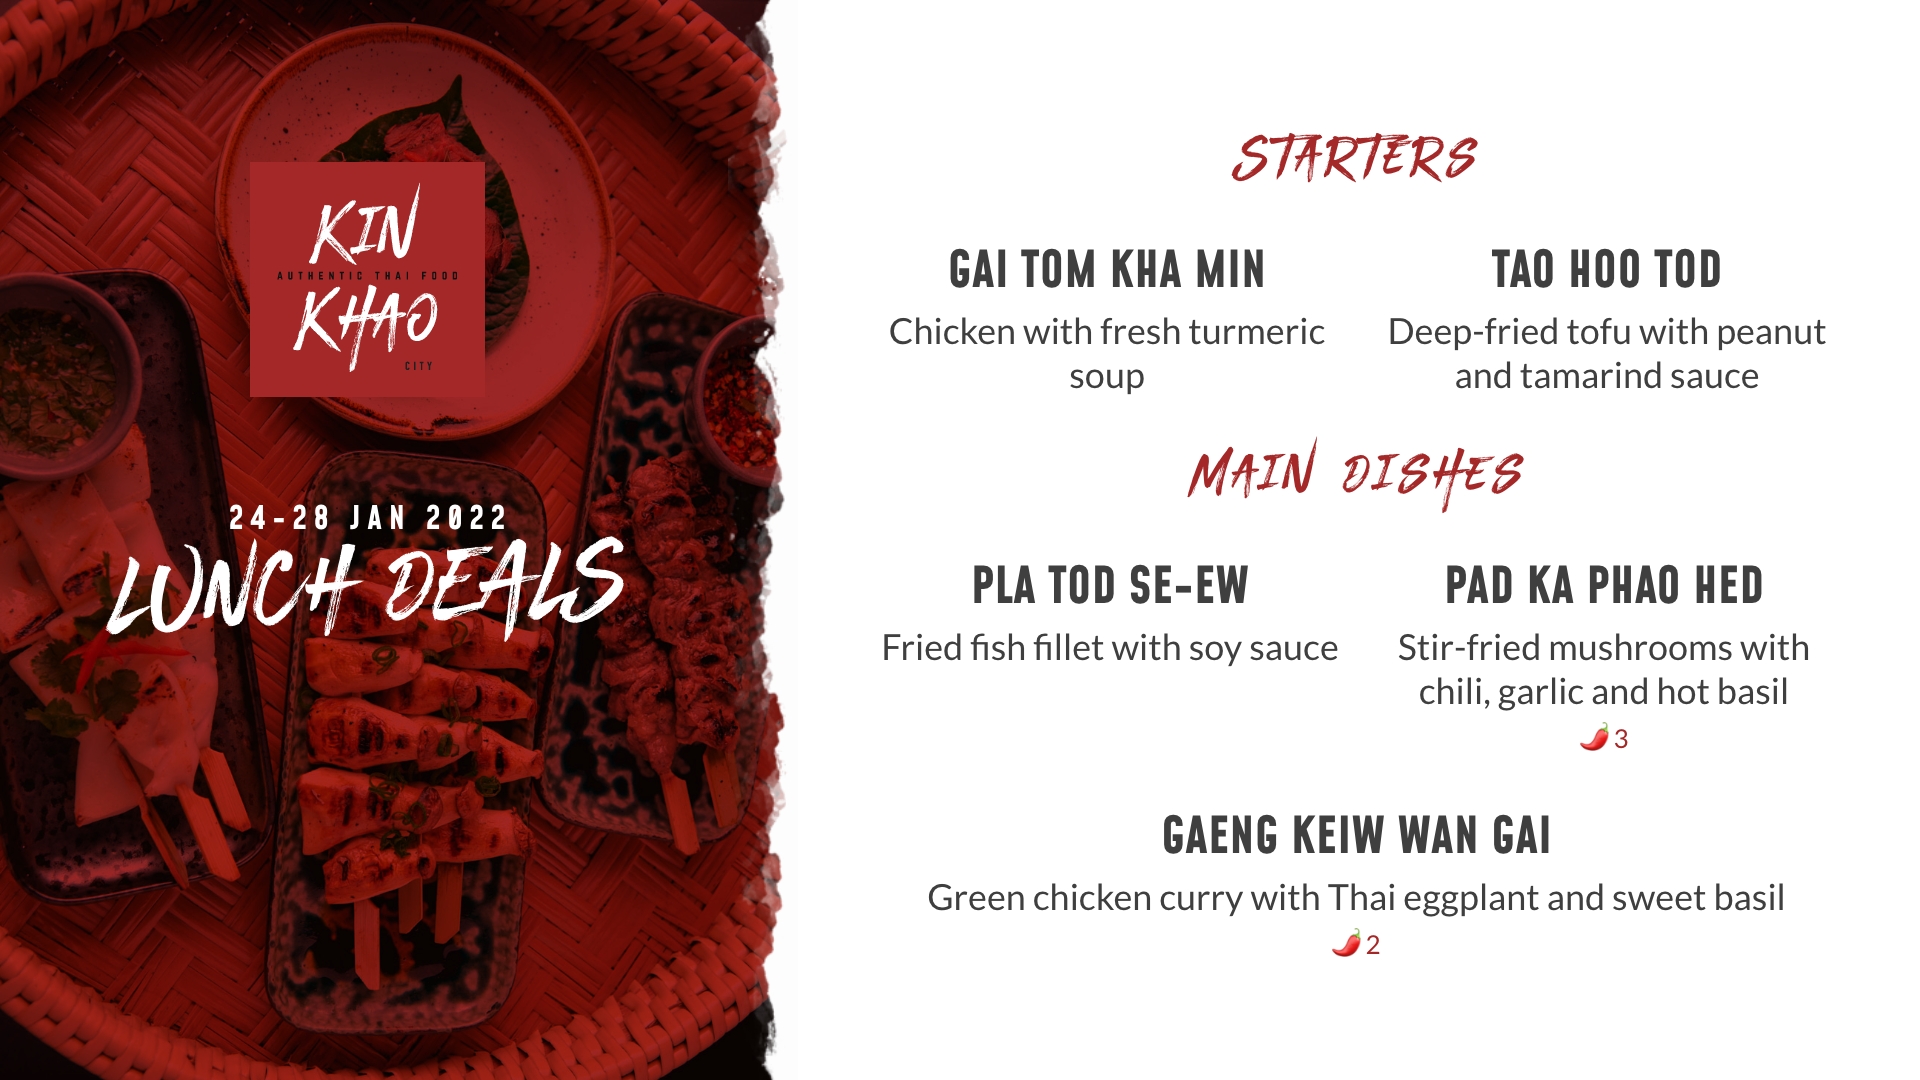 KIN
AUTHENTIC THAI FOOD
KHAO
CITY
24-28 JAN 2022
LUNCH DEALS
STARTERS
GAI TOM KHA MIN
Chicken with fresh turmeric
soup
TAO HOO TOD
Deep-fried tofu with peanut
and tamarind sauce
MAIN DISHES
PLA TOD SE-EW
Fried fish fillet with soy sauce
PAD KA PHAO HED
Stir-fried mushrooms with
chili, garlic and hot basil
🌶️ 3
GAENG KEIW WAN GAI
Green chicken curry with Thai eggplant and sweet basil
🌶️ 2